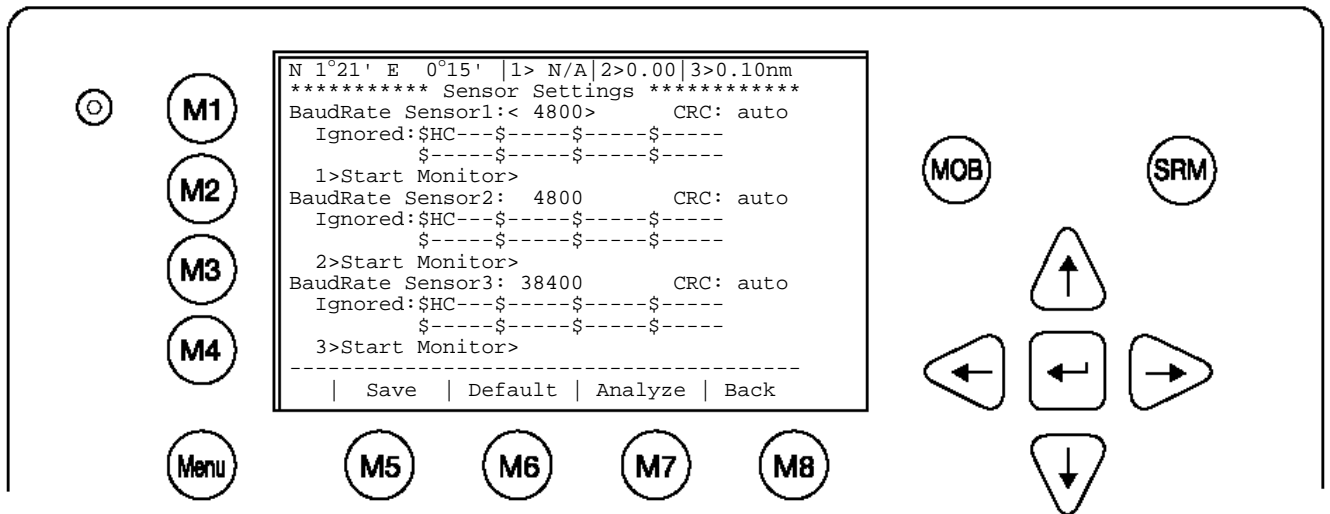 N 1°21' E  0°15' |1> N/A|2>0.00|3>0.10nm
*********** Sensor Settings ************
BaudRate Sensor1:< 4800>      CRC: auto
Ignored:$HC---$-----$-----$-----
$-----$-----$-----$-----
1>Start Monitor>
BaudRate Sensor2:  4800       CRC: auto
Ignored:$HC---$-----$-----$-----
$-----$-----$-----$-----
2>Start Monitor>
BaudRate Sensor3: 38400       CRC: auto
Ignored:$HC---$-----$-----$-----
$-----$-----$-----$-----
3>Start Monitor>
----------------------------------------
|  Save  | Default | Analyze | Back
M1
M2
M3
M4
Menu
M5
M6
M7
M8
MOB
SRM